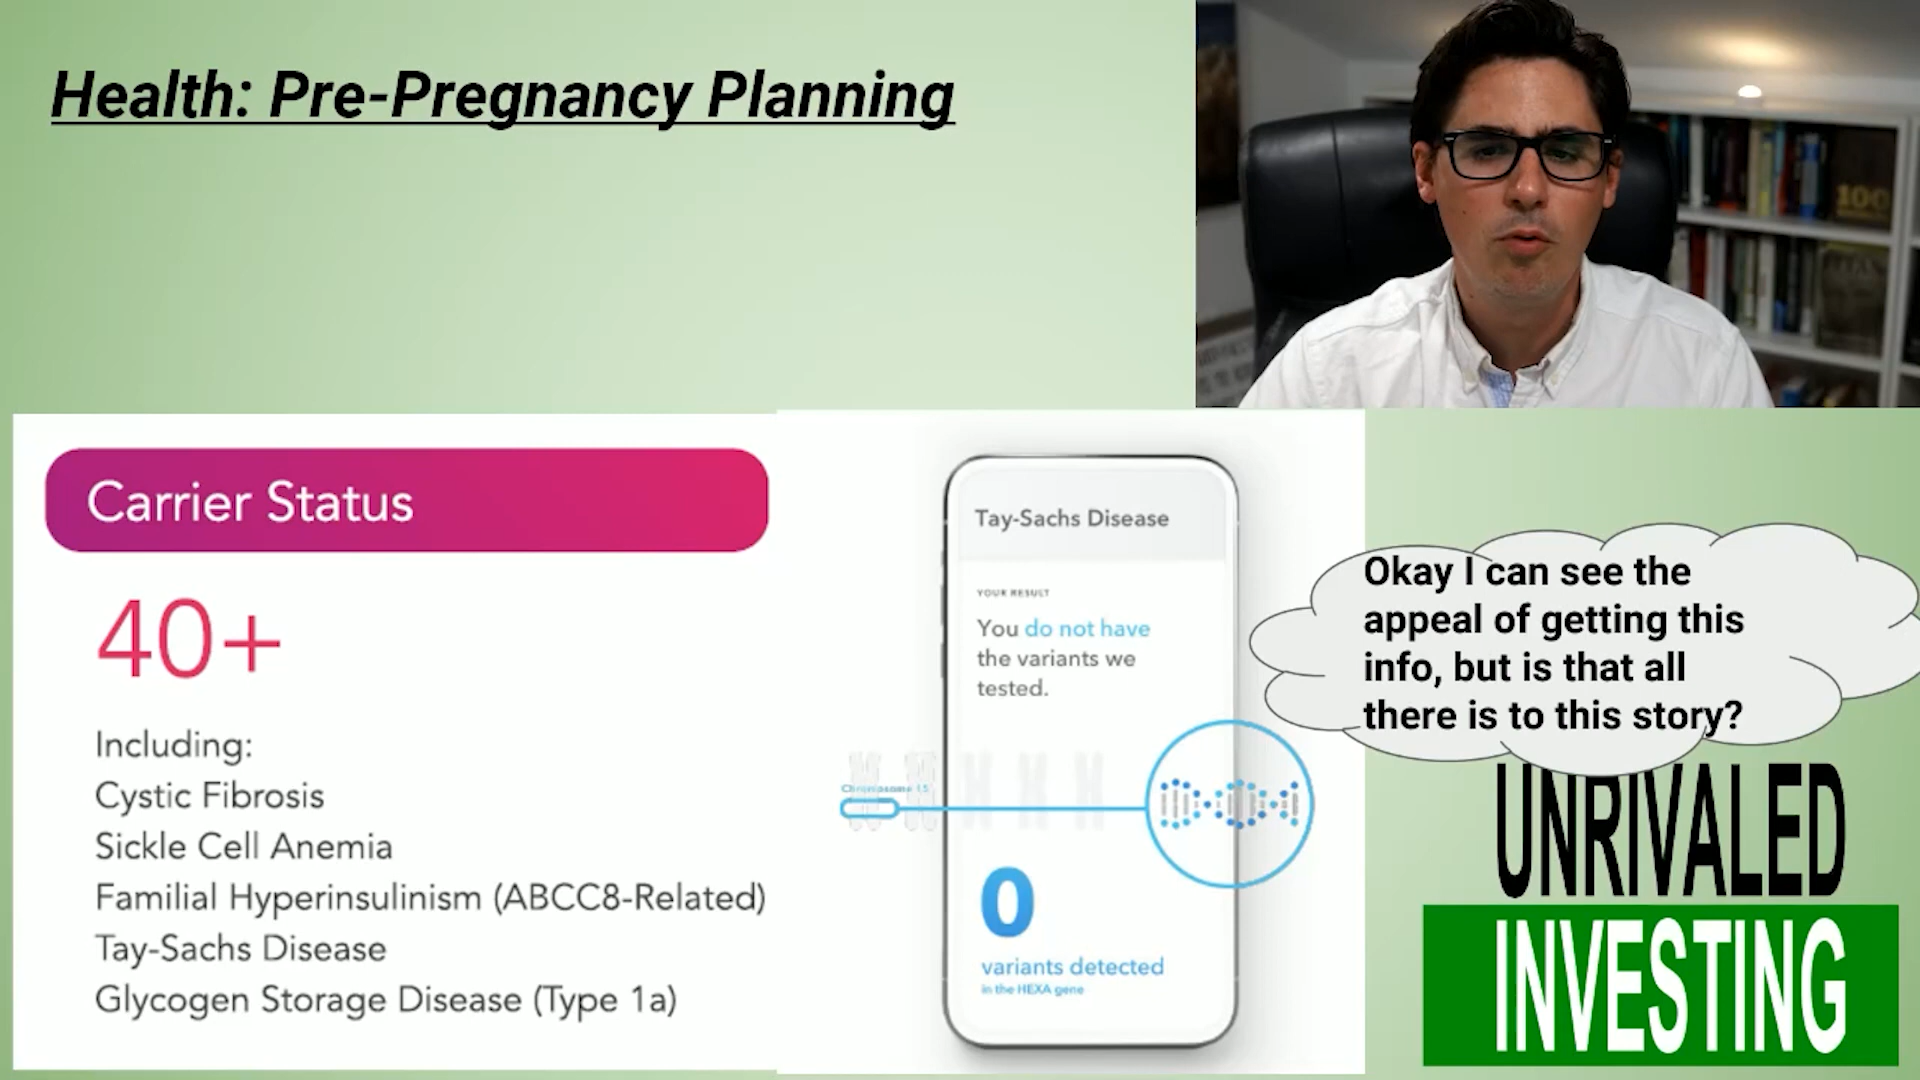 Health: Pre-Pregnancy Planning
100
Carrier Status
40+
Including:
Cystic Fibrosis
Sickle Cell Anemia
Familial Hyperinsulinism (ABCC8-Related)
Tay-Sachs Disease
Glycogen Storage Disease (Type 1a)
Tay-Sachs Disease
YOUR RESULT
You do not have
the variants we
tested.
Chromosome 15
0
variants detected
in the HEXA gene
Okay I can see the
appeal of getting this
info, but is that all
there is to this story?
UNRIVALED
INVESTING